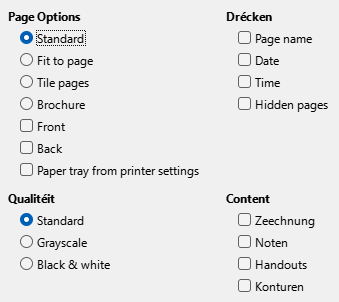 Page Options
Standard
Fit to page
Tile pages
Brochure
Front
Back
Paper tray from printer settings
Drécken
Page name
Date
Time
Hidden pages
Qualitéit
Standard
Grayscale
Black & white
Content
Zeechnung
Noten
Handouts
Konturen